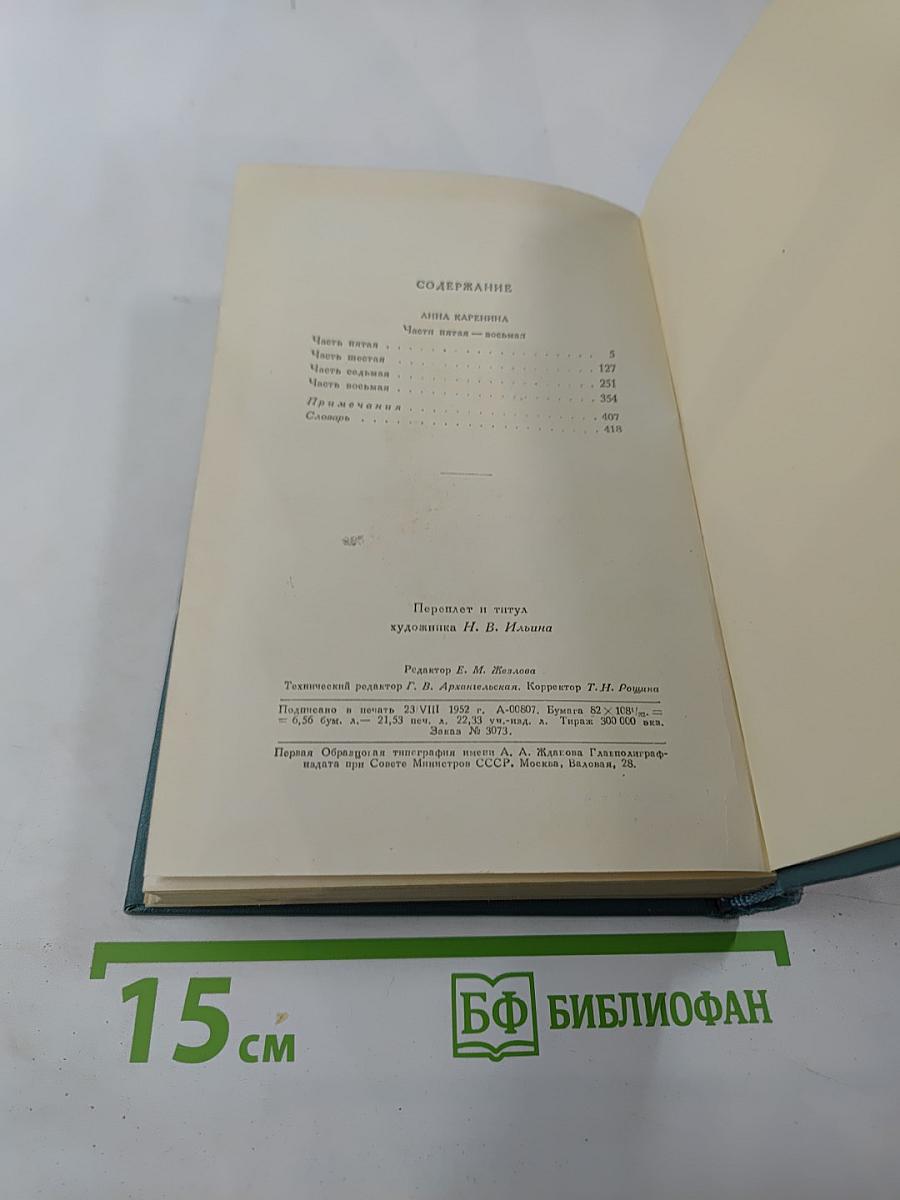 СОДЕРЖАНИЕ
АННА КАРЕНИНА
Части пятая — восьмая
Часть пятая . . . . . . . . . . . . . . . . 5
Часть шестая . . . . . . . . . . . . . . . . 127
Часть седьмая . . . . . . . . . . . . . . . . 251
Часть восьмая . . . . . . . . . . . . . . . . 354
Примечания . . . . . . . . . . . . . . . . 407
Словарь . . . . . . . . . . . . . . . . 418
Переплет и титул
художника Н. В. Ильина
Редактор Е. М. Жезлова
Технический редактор Г. В. Архангельская. Корректор Т. Н. Рощина
Подписано в печать 23/VIII 1952 г. А-00807. Бумага 82 × 108¹/₃₂. =
= 6,56 бум. л.— 21,53 печ. л. 22,33 уч.-изд. л. Тираж 300 000 экз.
Заказ № 3073.
Первая Образцовая типография имени А. А. Жданова Главполиграф-
издата при Совете Министров СССР. Москва, Валовая, 28.
15 см
БФ БИБЛИОФАН